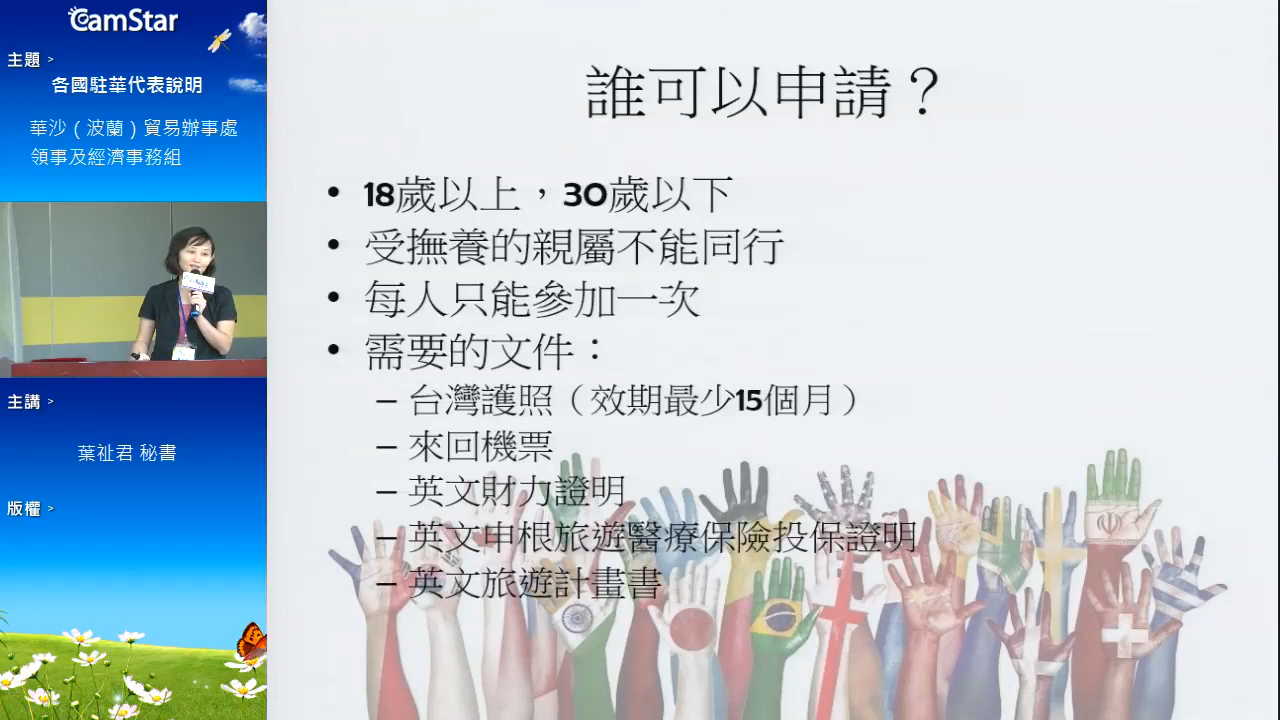 CamStar
主題 >
各國駐華代表說明
華沙（波蘭）貿易辦事處
領事及經濟事務組
主講 >
葉祉君 秘書
版權 >
誰可以申請？
• 18歲以上，30歲以下
• 受撫養的親屬不能同行
• 每人只能參加一次
• 需要的文件：
– 台灣護照（效期最少15個月）
– 來回機票
– 英文財力證明
– 英文申根旅遊醫療保險投保證明
– 英文旅遊計畫書